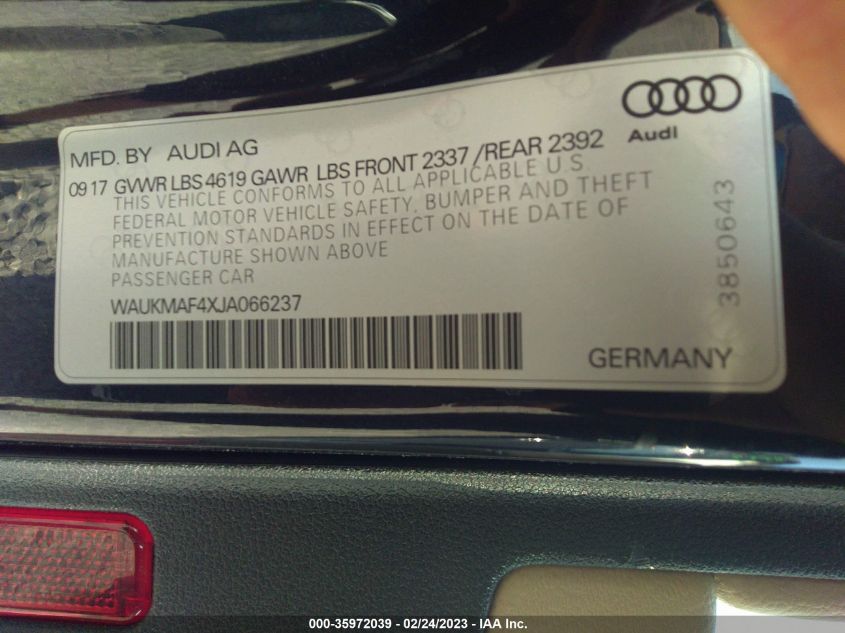 MFD. BY AUDI AG
Audi
09 17 GVWR LBS 4619 GAWR LBS FRONT 2337 / REAR 2392
THIS VEHICLE CONFORMS TO ALL APPLICABLE U.S.
FEDERAL MOTOR VEHICLE SAFETY, BUMPER AND THEFT
PREVENTION STANDARDS IN EFFECT ON THE DATE OF
MANUFACTURE SHOWN ABOVE
PASSENGER CAR
WAUKMAF4XJA066237
GERMANY
3850643
000-35972039 - 02/24/2023 - IAA Inc.